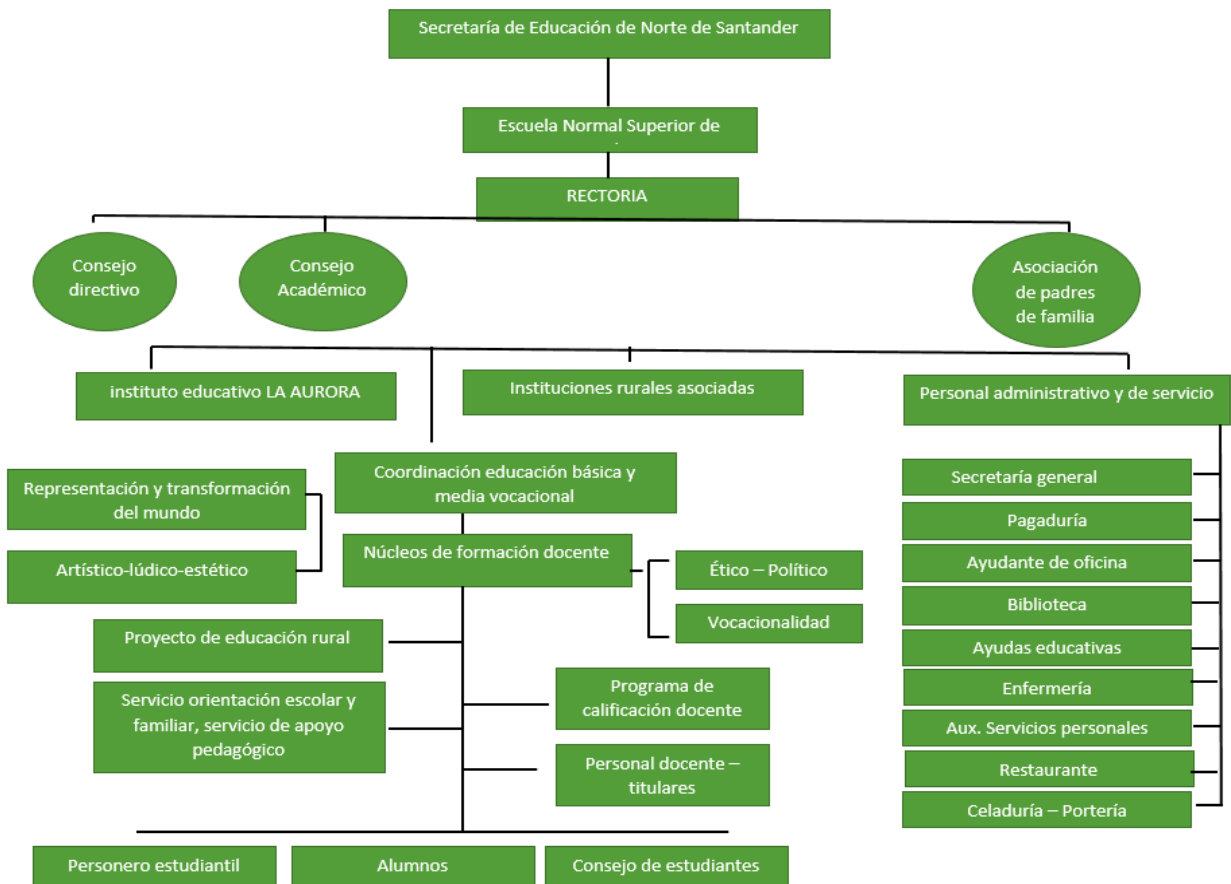 Secretaría de Educación de Norte de Santander
Escuela Normal Superior de
RECTORIA
Consejo
directivo
Consejo
Académico
Asociación
de padres
de familia
instituto educativo LA AURORA
Instituciones rurales asociadas
Personal administrativo y de servicio
Coordinación educación básica y
media vocacional
Representación y transformación
del mundo
Artístico-lúdico-estético
Núcleos de formación docente
Ético – Político
Vocacionalidad
Proyecto de educación rural
Servicio orientación escolar y
familiar, servicio de apoyo
pedagógico
Programa de
calificación docente
Personal docente –
titulares
Secretaría general
Pagaduría
Ayudante de oficina
Biblioteca
Ayudas educativas
Enfermería
Aux. Servicios personales
Restaurante
Celaduría – Portería
Personero estudiantil
Alumnos
Consejo de estudiantes